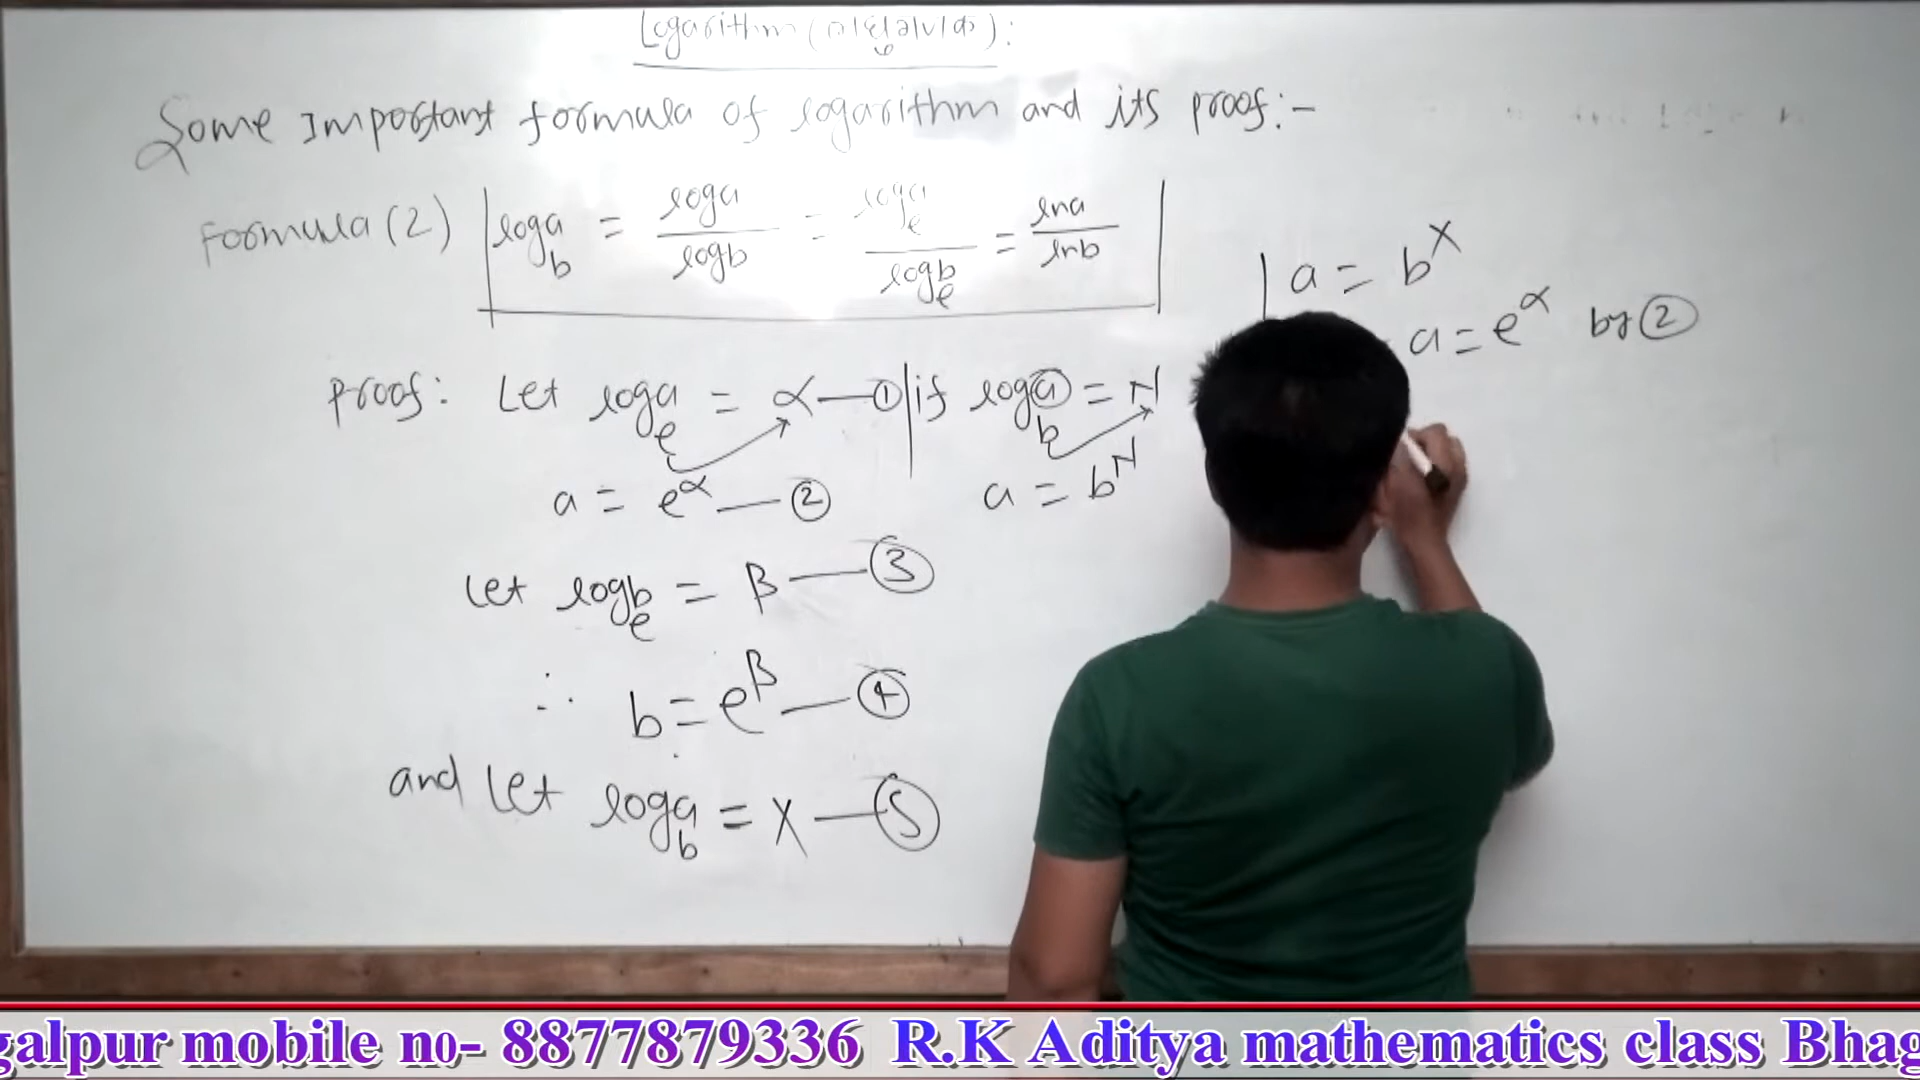 Logarithm ( ):
Some Important formula of logarithm and its proof:-
Formula (2) log_b a = log a / log b = log_e a / log_e b = ln a / ln b
Proof: Let log_e a = α —① if log_b a = N
a = e^α —② a = b^N
Let log_e b = β —③
∴ b = e^β —④
and Let log_b a = x —⑤
a = b^x
a = e^α by ②
galpur mobile no- 8877879336 R.K Aditya mathematics class Bhag